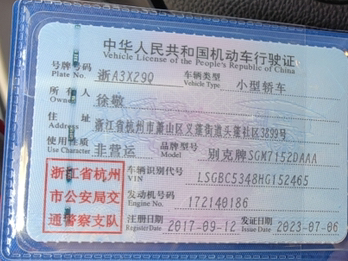 中华人民共和国机动车行驶证
Vehicle License of the People's Republic of China
号牌号码 浙A3X29Q 车辆类型 小型轿车
Plate No. Vehicle Type
所有人 徐敬
Owner
住址 浙江省杭州市萧山区义蓬街道头蓬社区3899号
Address
使用性质 非营运 品牌型号 别克牌SGM7152DAAA
Use Character Model
浙江省杭州 车辆识别代号 LSGBC5348HG152465
VIN
市公安局交 发动机号码 172140186
Engine No.
通警察支队 注册日期 2017-09-12 发证日期 2023-07-06
Register Date Issue Date